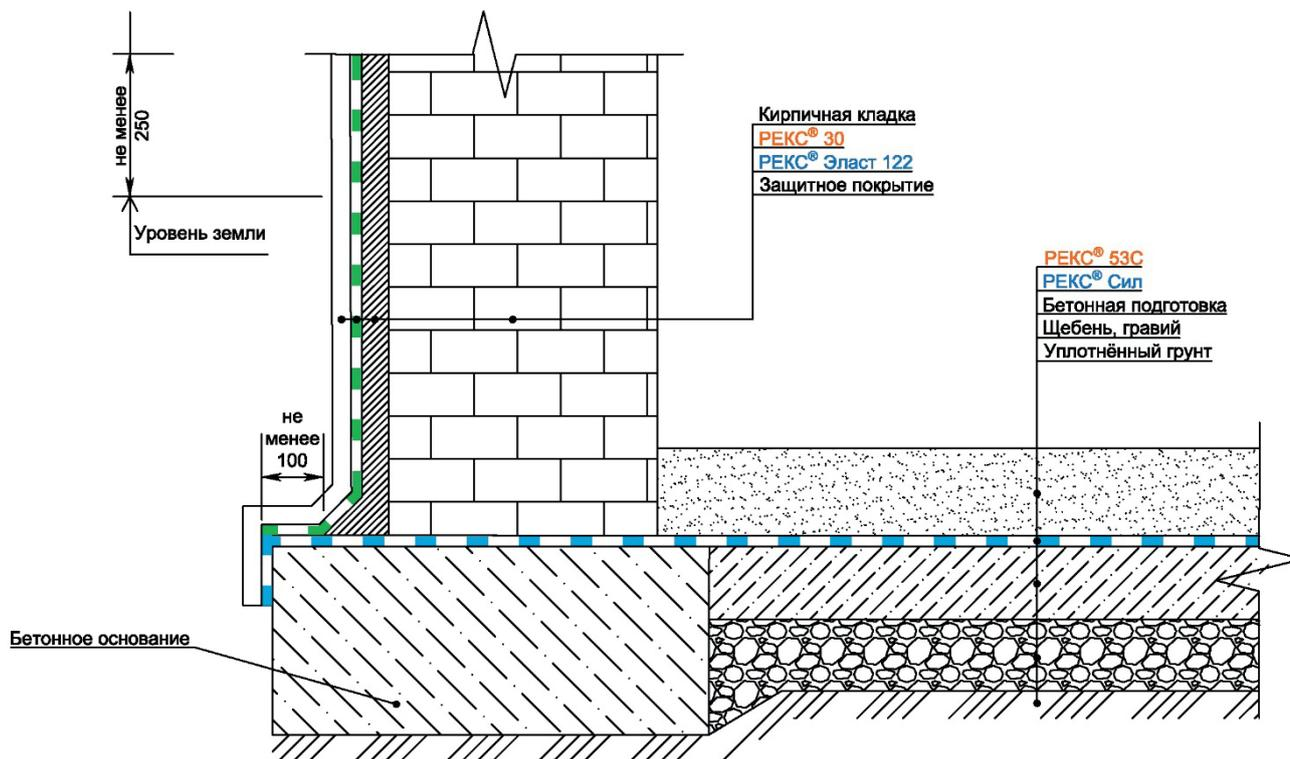 не менее
250
Уровень земли
Кирпичная кладка
РЕКС® 30
РЕКС® Эласт 122
Защитное покрытие
РЕКС® 53С
РЕКС® Сил
Бетонная подготовка
Щебень, гравий
Уплотнённый грунт
не
менее
100
Бетонное основание